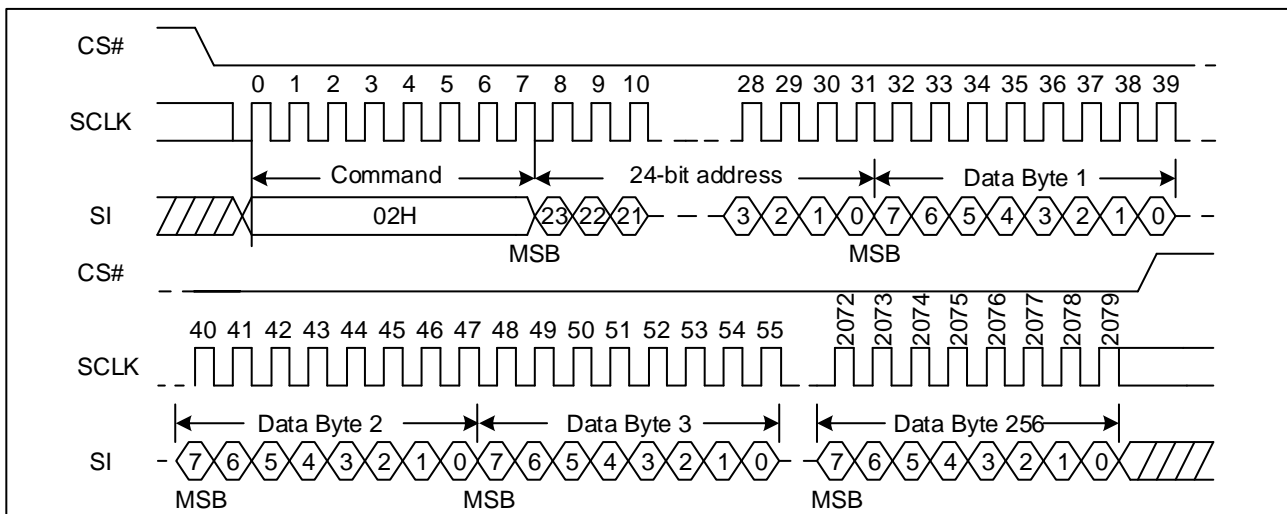 CS#
0 1 2 3 4 5 6 7 8 9 10 28 29 30 31 32 33 34 35 36 37 38 39
SCLK
Command 24-bit address Data Byte 1
SI 02H 23 22 21 3 2 1 0 7 6 5 4 3 2 1 0
MSB MSB
CS#
2072 2073 2074 2075 2076 2077 2078 2079
40 41 42 43 44 45 46 47 48 49 50 51 52 53 54 55
SCLK
Data Byte 2 Data Byte 3 Data Byte 256
SI 7 6 5 4 3 2 1 0 7 6 5 4 3 2 1 0 7 6 5 4 3 2 1 0
MSB MSB MSB